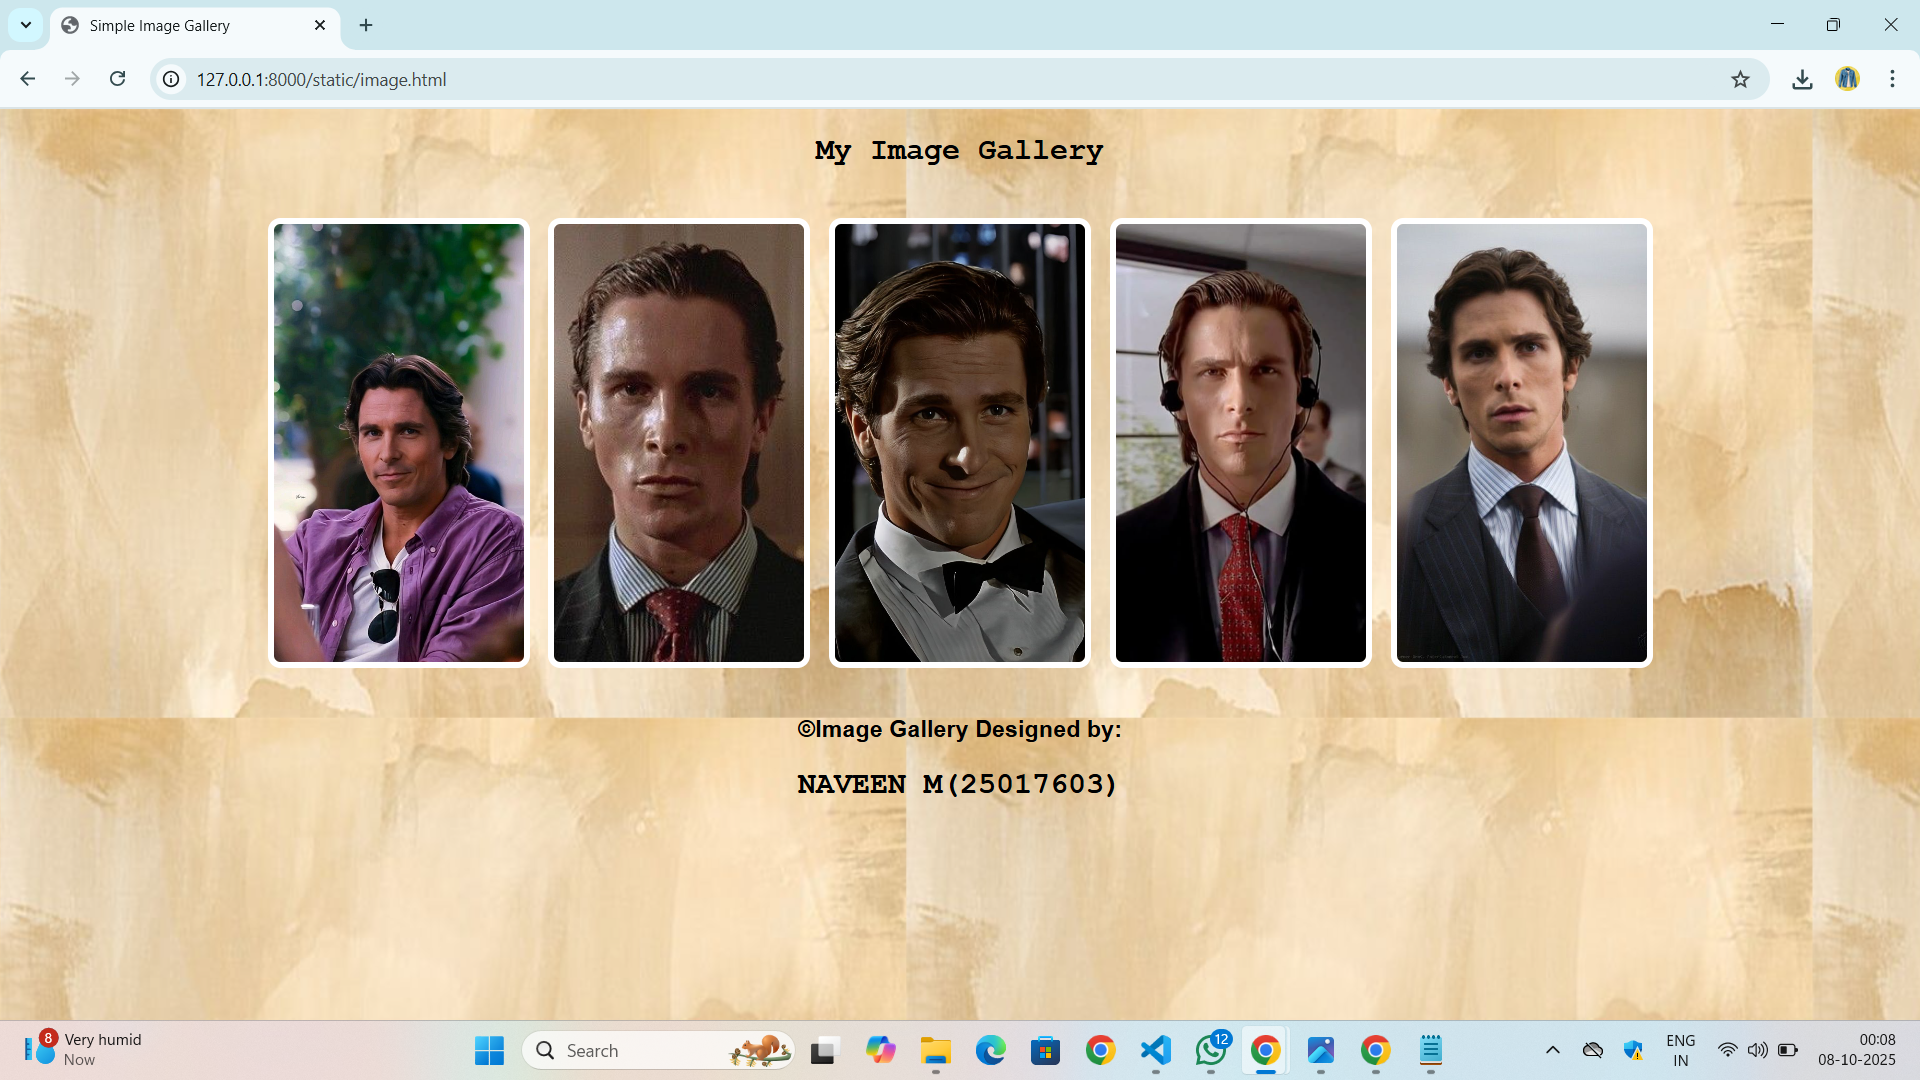 Simple Image Gallery
127.0.0.1:8000/static/image.html
My Image Gallery
©Image Gallery Designed by:
NAVEEN M(25017603)
8
Very humid
Now
Search
12
ENG
IN
00:08
08-10-2025